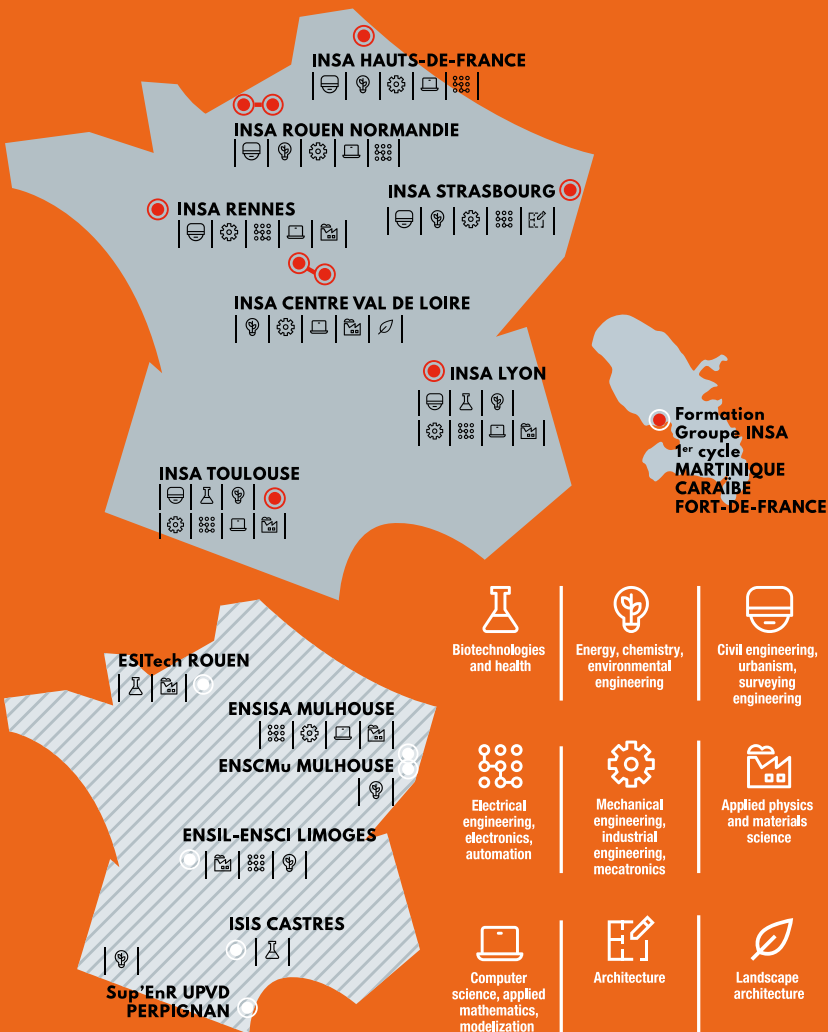 INSA HAUTS-DE-FRANCE
INSA ROUEN NORMANDIE
INSA STRASBOURG
INSA RENNES
INSA CENTRE VAL DE LOIRE
INSA LYON
Formation
Groupe INSA
1er cycle
MARTINIQUE
CARAÏBE
FORT-DE-FRANCE
INSA TOULOUSE
ESITech ROUEN
ENSISA MULHOUSE
ENSCMu MULHOUSE
ENSIL-ENSCI LIMOGES
ISIS CASTRES
Sup'EnR UPVD
PERPIGNAN
Biotechnologies
and health
Energy, chemistry,
environmental
engineering
Civil engineering,
urbanism,
surveying
engineering
Electrical
engineering,
electronics,
automation
Mechanical
engineering,
industrial
engineering,
mecatronics
Applied physics
and materials
science
Computer
science, applied
mathematics,
modelization
Architecture
Landscape
architecture